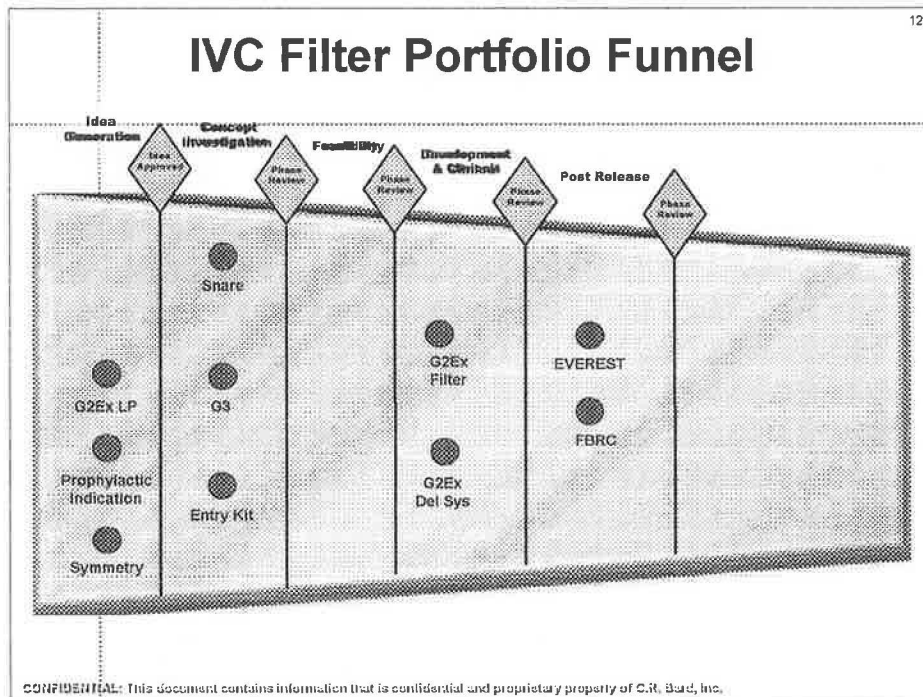 12
IVC Filter Portfolio Funnel
Idea
Generation
Concept
Investigation
Feasibility
Development
& Clinicals
Post Release
Idea
Approved
Phase
Review
Phase
Review
Phase
Review
Phase
Review
Snare
G2Ex LP
G3
G2Ex
Filter
EVEREST
FBRC
Prophylactic
Indication
Entry Kit
G2Ex
Del Sys
Symmetry
CONFIDENTIAL: This document contains information that is confidential and proprietary property of C.R. Bard, Inc.